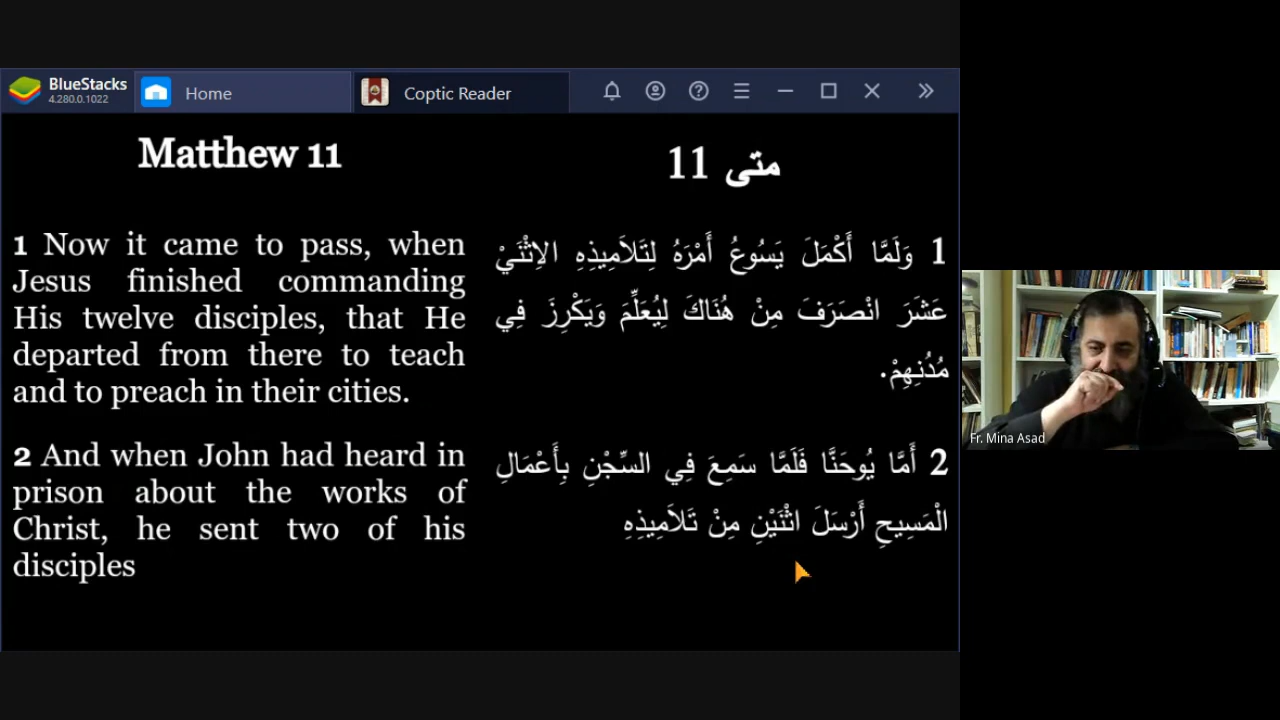 BlueStacks
4.280.0.1022
Home
Coptic Reader
Matthew 11
1 Now it came to pass, when
Jesus finished commanding
His twelve disciples, that He
departed from there to teach
and to preach in their cities.
2 And when John had heard in
prison about the works of
Christ, he sent two of his
disciples
متى 11
1 وَلَمَّا أَكْمَلَ يَسُوعُ أَمْرَهُ لِتَلاَمِيذِهِ الاِثْنَيْ
عَشَرَ انْصَرَفَ مِنْ هُنَاكَ لِيُعَلِّمَ وَيَكْرِزَ فِي
مُدُنِهِمْ.
2 أَمَّا يُوحَنَّا فَلَمَّا سَمِعَ فِي السِّجْنِ بِأَعْمَالِ
الْمَسِيحِ أَرْسَلَ اثْنَيْنِ مِنْ تَلاَمِيذِهِ
Fr. Mina Asad